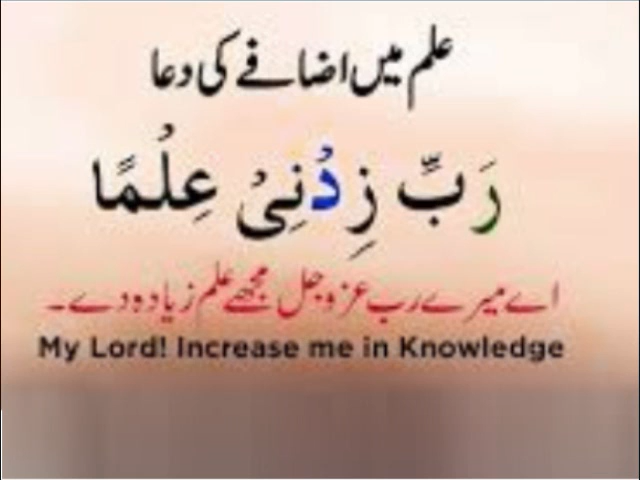 علم میں اضافے کی دعا
رَبِّ زِدْنِیْ عِلْمًا
اے میرے رب عزوجل مجھے علم زیادہ دے۔
My Lord! Increase me in Knowledge